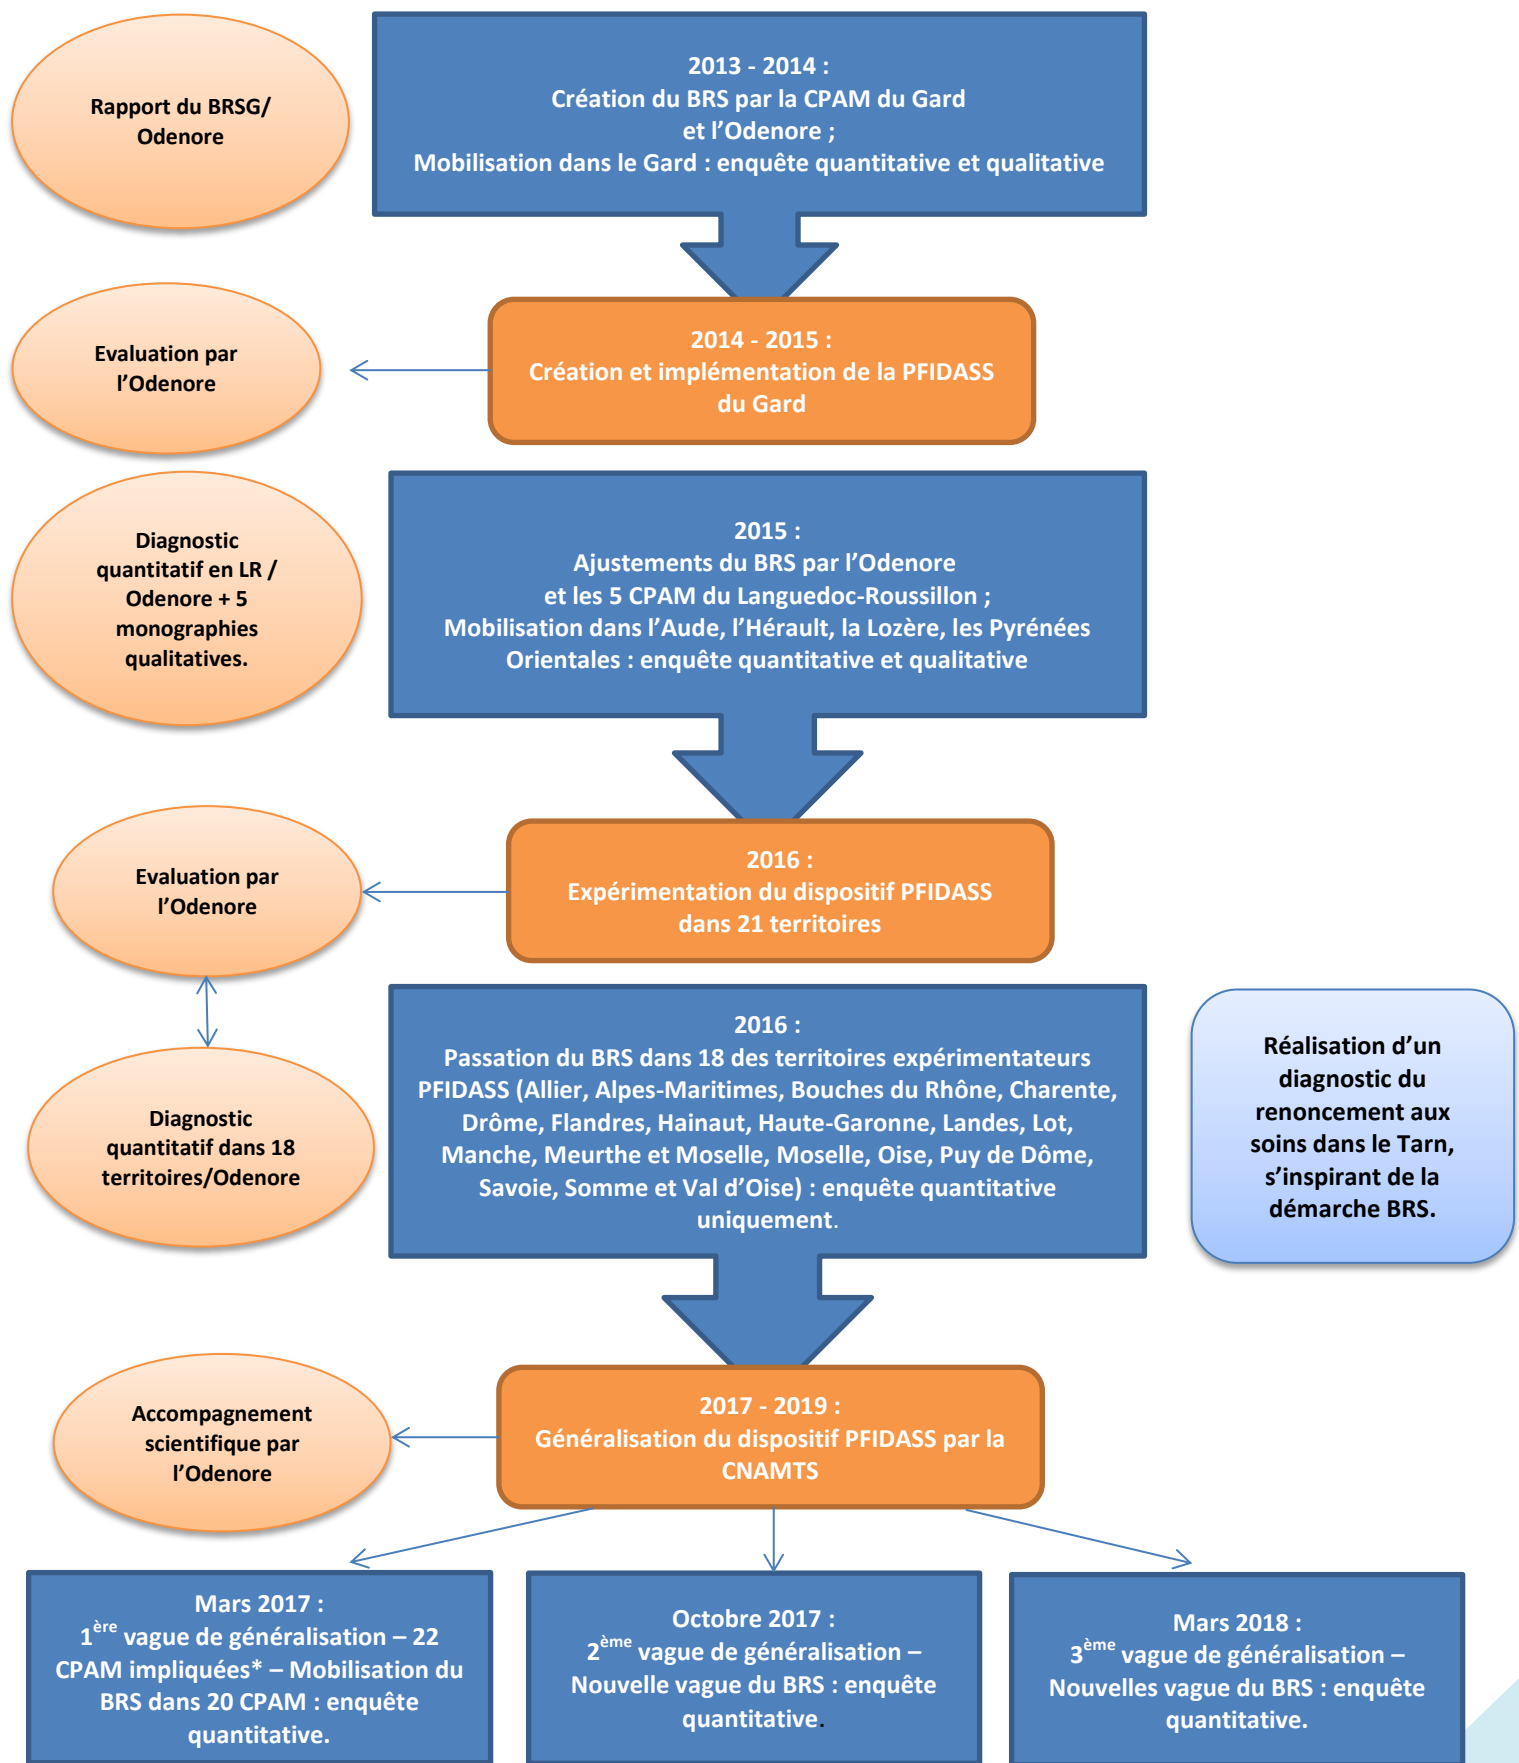 Rapport du BRSG/
Odenore
2013 - 2014 :
Création du BRS par la CPAM du Gard
et l’Odenore ;
Mobilisation dans le Gard : enquête quantitative et qualitative
Evaluation par
l’Odenore
2014 - 2015 :
Création et implémentation de la PFIDASS
du Gard
Diagnostic
quantitatif en LR /
Odenore + 5
monographies
qualitatives.
2015 :
Ajustements du BRS par l’Odenore
et les 5 CPAM du Languedoc-Roussillon ;
Mobilisation dans l’Aude, l’Hérault, la Lozère, les Pyrénées
Orientales : enquête quantitative et qualitative
Evaluation par
l’Odenore
2016 :
Expérimentation du dispositif PFIDASS
dans 21 territoires
Diagnostic
quantitatif dans 18
territoires/Odenore
2016 :
Passation du BRS dans 18 des territoires expérimentateurs
PFIDASS (Allier, Alpes-Maritimes, Bouches du Rhône, Charente,
Drôme, Flandres, Hainaut, Haute-Garonne, Landes, Lot,
Manche, Meurthe et Moselle, Moselle, Oise, Puy de Dôme,
Savoie, Somme et Val d’Oise) : enquête quantitative
uniquement.
Réalisation d’un
diagnostic du
renoncement aux
soins dans le Tarn,
s’inspirant de la
démarche BRS.
Accompagnement
scientifique par
l’Odenore
2017 - 2019 :
Généralisation du dispositif PFIDASS par la
CNAMTS
Mars 2017 :
1ère vague de généralisation – 22
CPAM impliquées* – Mobilisation du
BRS dans 20 CPAM : enquête
quantitative.
Octobre 2017 :
2ème vague de généralisation –
Nouvelle vague du BRS : enquête
quantitative.
Mars 2018 :
3ème vague de généralisation –
Nouvelles vague du BRS : enquête
quantitative.